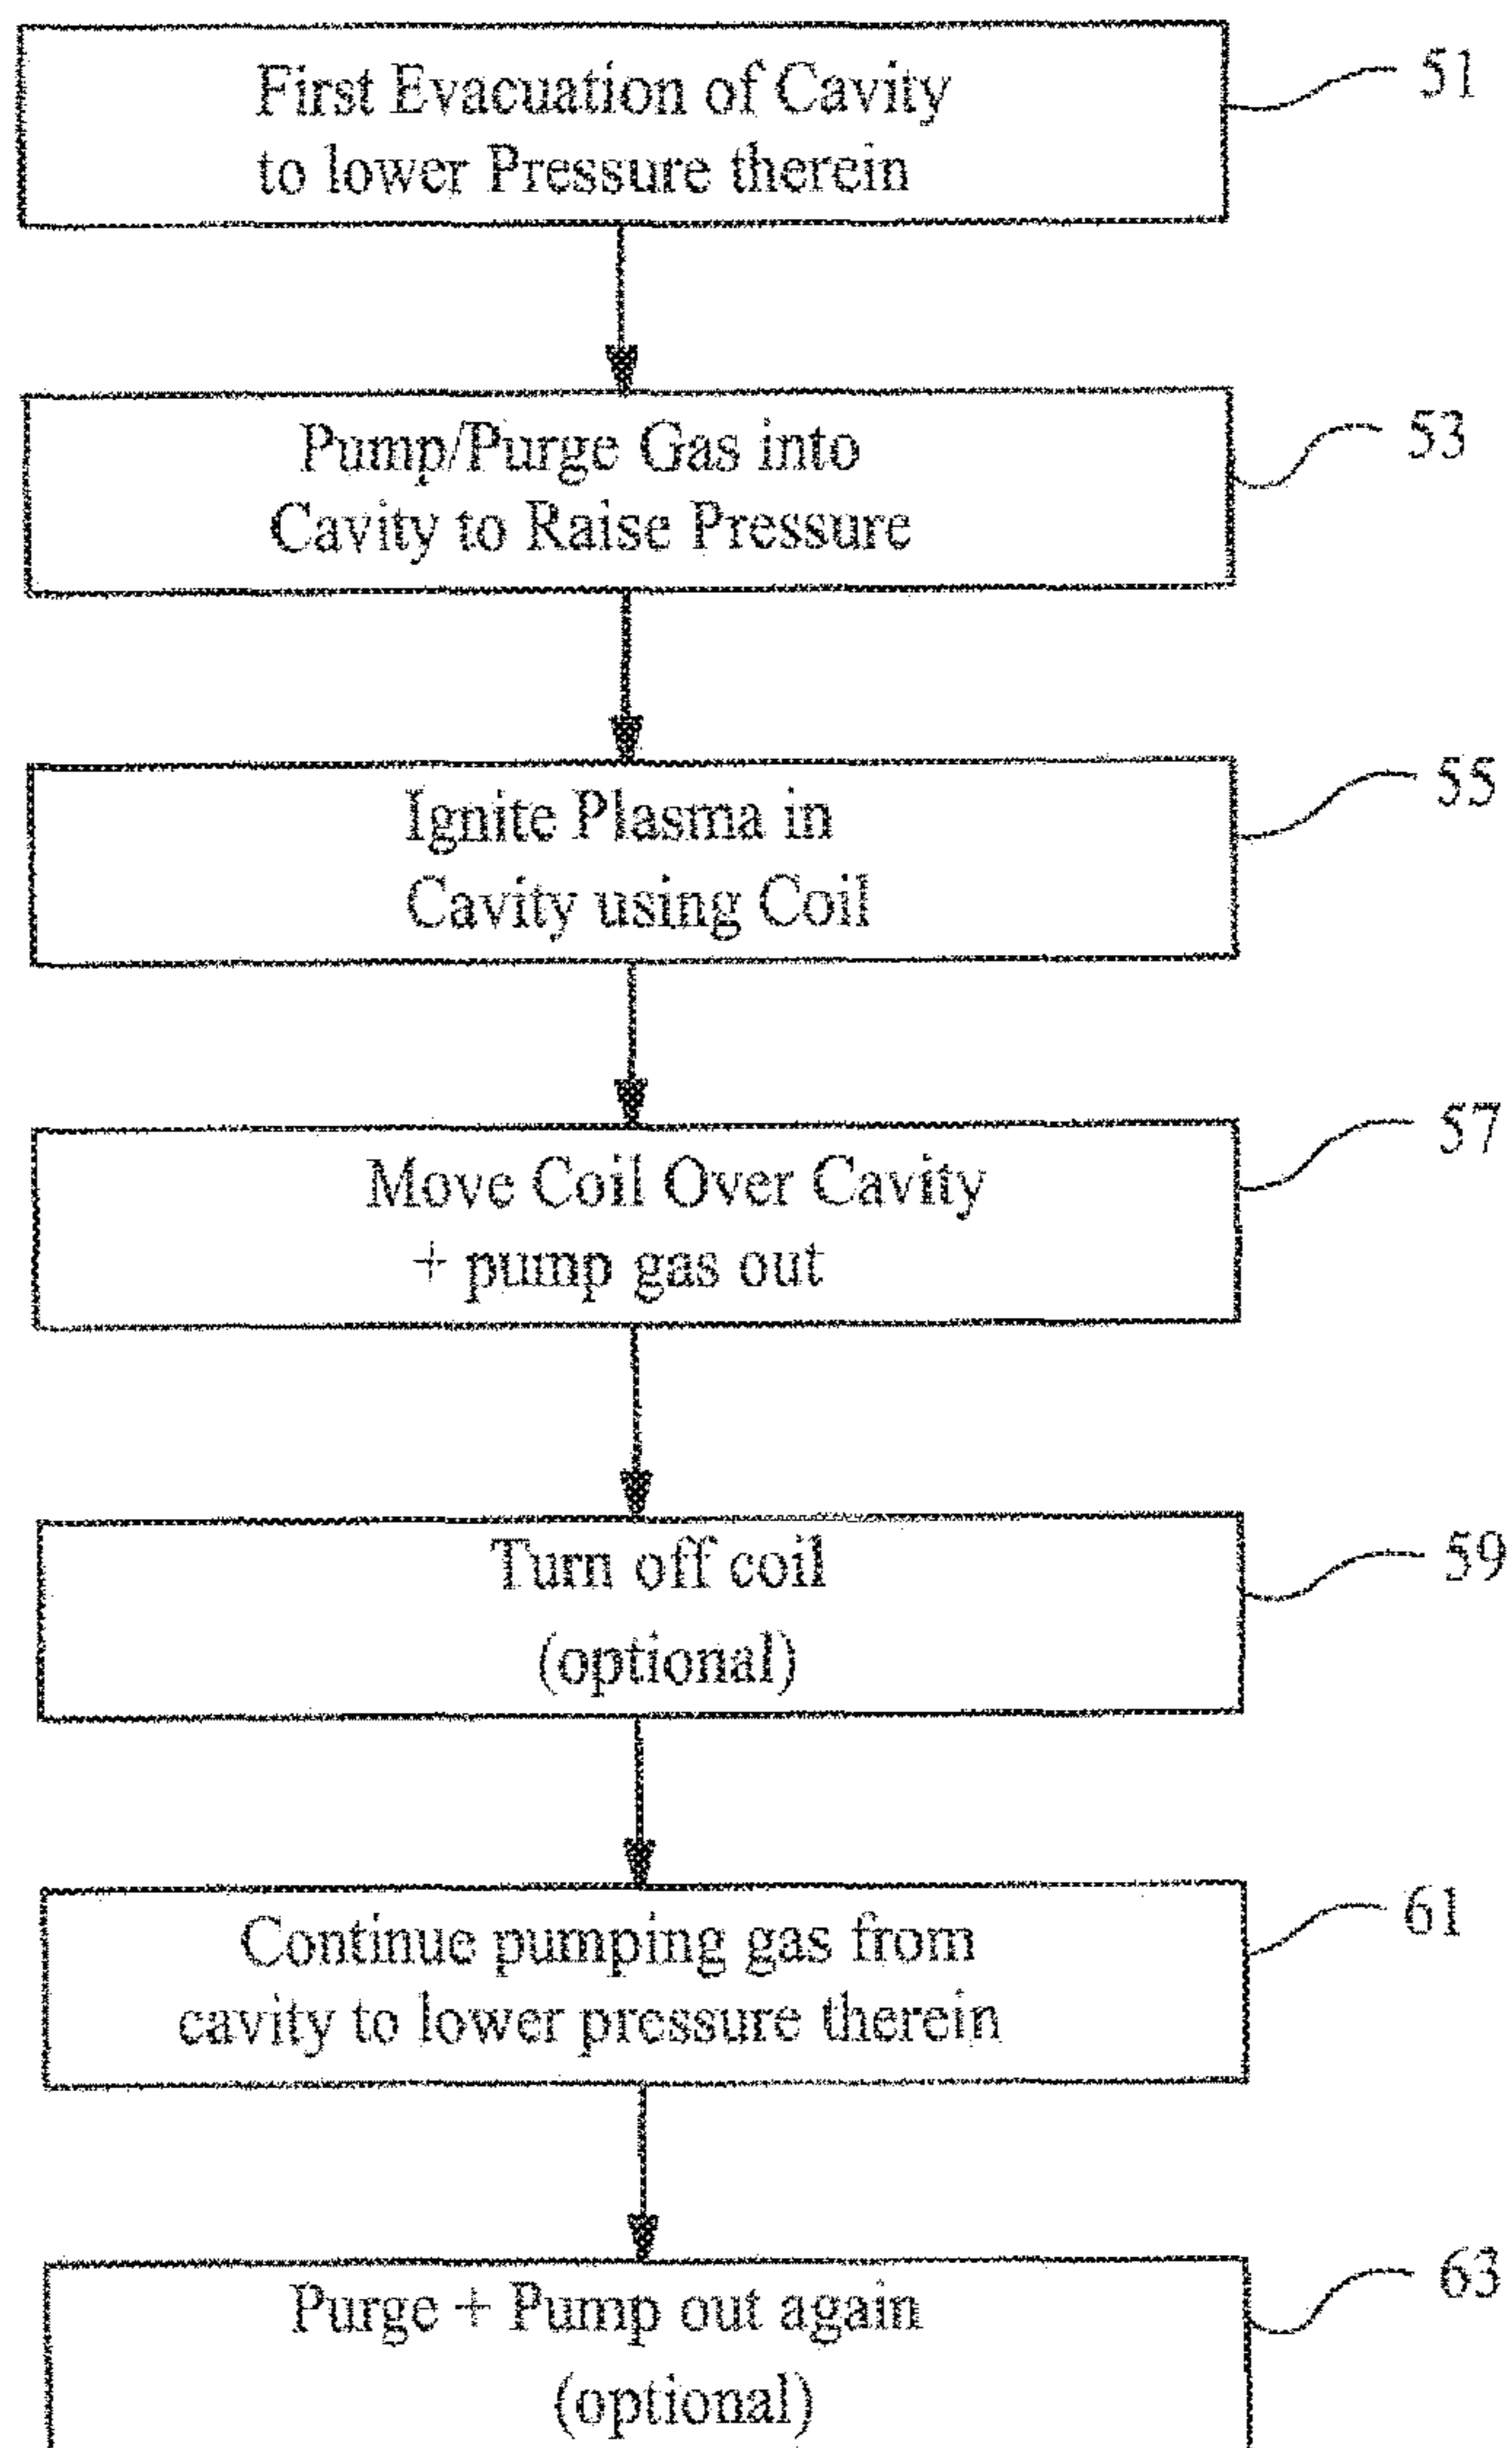 First Evacuation of Cavity
to lower Pressure therein
51
Pump/Purge Gas into
Cavity to Raise Pressure
53
Ignite Plasma in
Cavity using Coil
55
Move Coil Over Cavity
+ pump gas out
57
Turn off coil
(optional)
59
Continue pumping gas from
cavity to lower pressure therein
61
Purge + Pump out again
(optional)
63